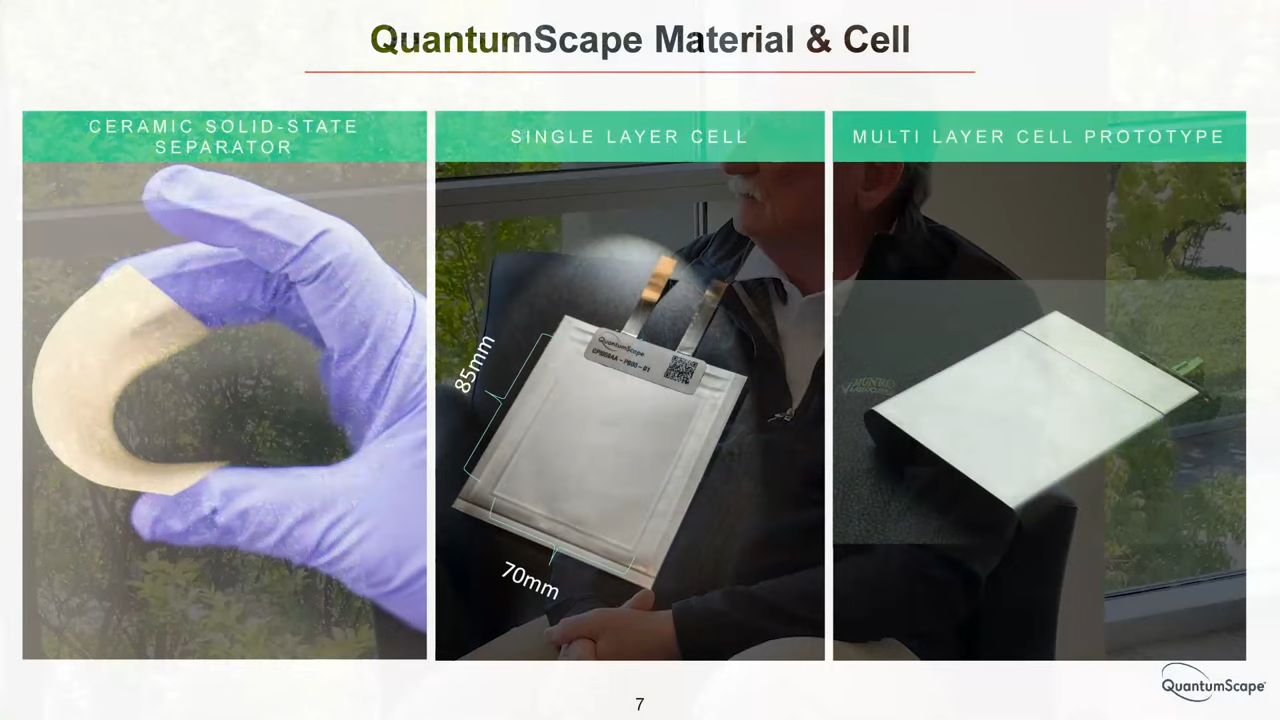 QuantumScape Material & Cell
CERAMIC SOLID-STATE
SEPARATOR
SINGLE LAYER CELL
MULTI LAYER CELL PROTOTYPE
QuantumScape
85mm
70mm
MUNRO
QuantumScape
7